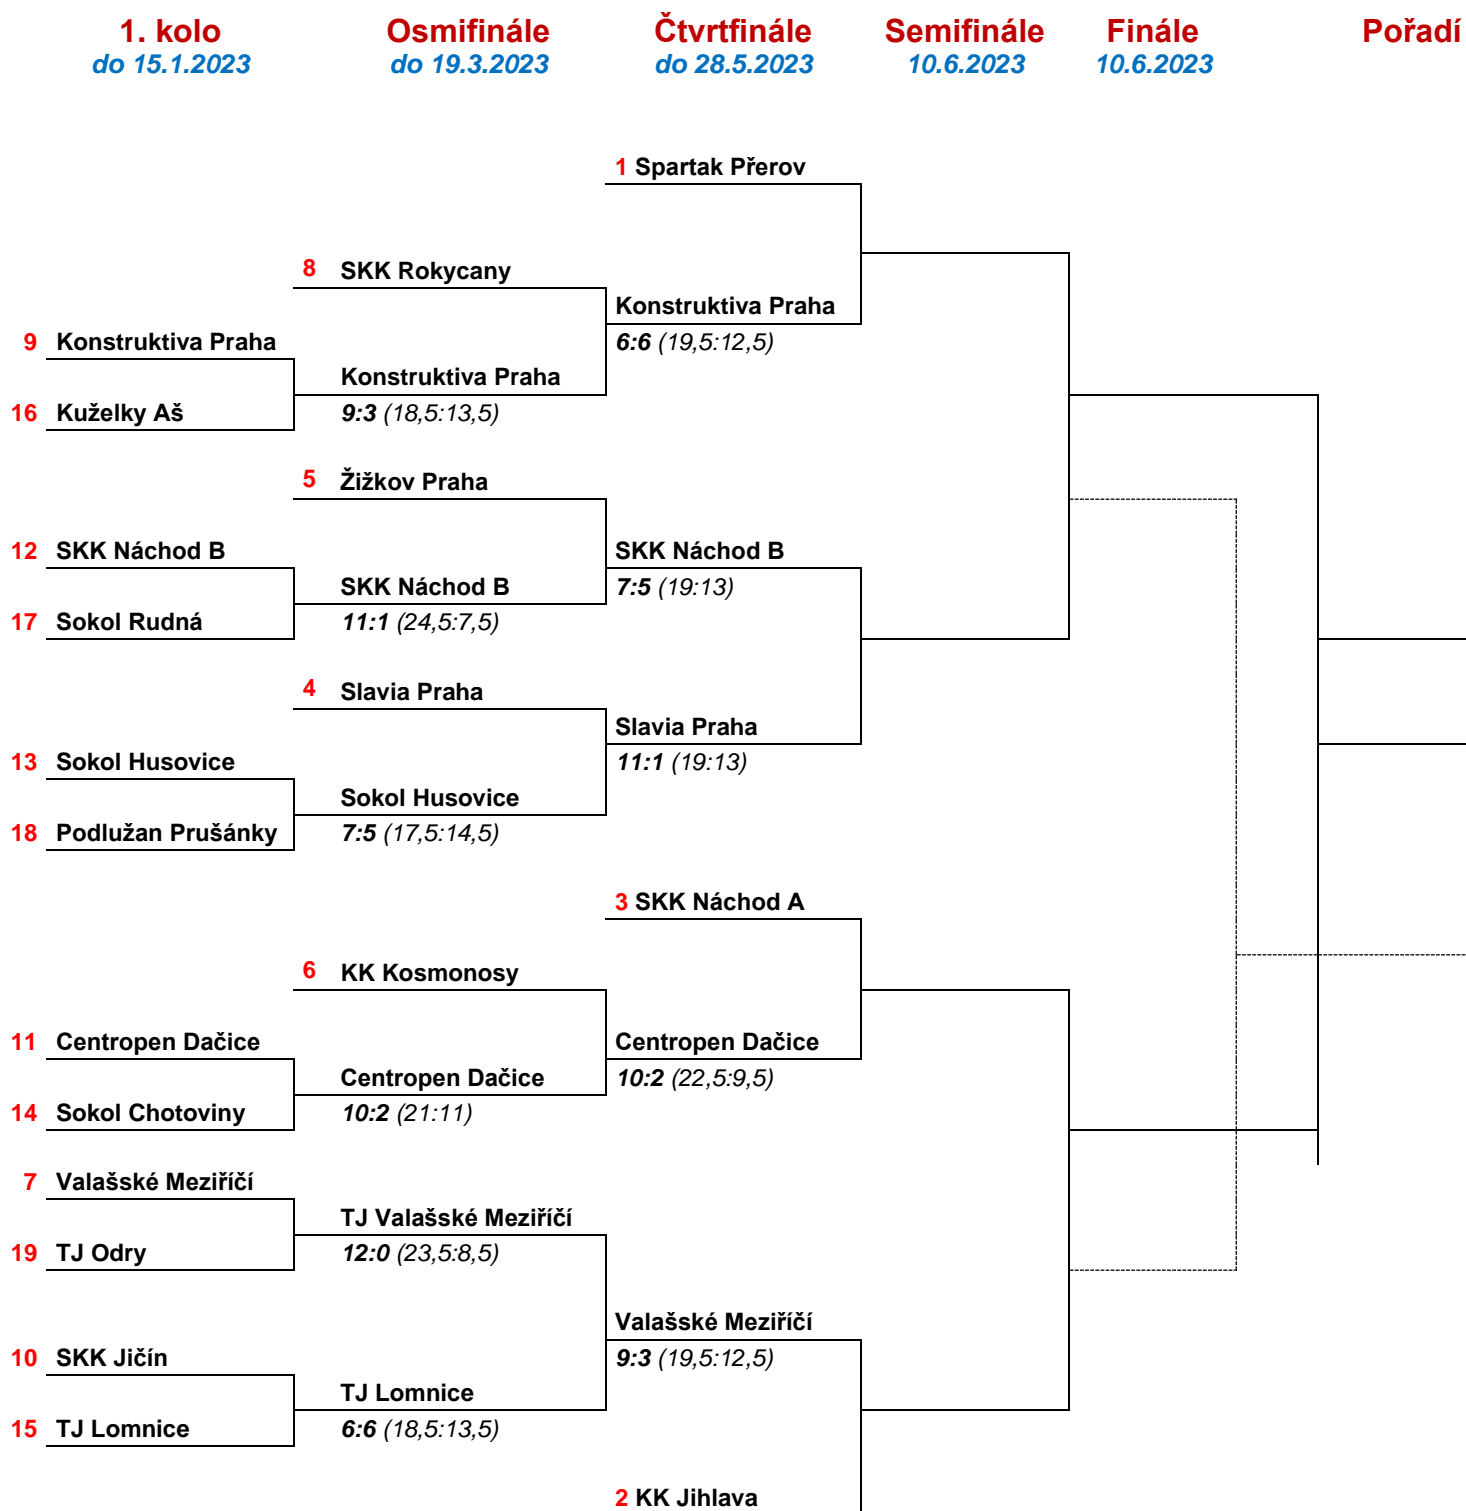 1. kolo Osmifinále Čtvrtfinále Semifinále Finále Pořadí
do 15.1.2023 do 19.3.2023 do 28.5.2023 10.6.2023 10.6.2023
1 Spartak Přerov
8 SKK Rokycany
Konstruktiva Praha
9 Konstruktiva Praha
6:6 (19,5:12,5)
Konstruktiva Praha
16 Kuželky Aš
9:3 (18,5:13,5)
5 Žižkov Praha
12 SKK Náchod B
SKK Náchod B
SKK Náchod B
7:5 (19:13)
17 Sokol Rudná
11:1 (24,5:7,5)
4 Slavia Praha
Slavia Praha
13 Sokol Husovice
11:1 (19:13)
Sokol Husovice
18 Podlužan Prušánky
7:5 (17,5:14,5)
3 SKK Náchod A
6 KK Kosmonosy
11 Centropen Dačice
Centropen Dačice
Centropen Dačice
10:2 (22,5:9,5)
14 Sokol Chotoviny
10:2 (21:11)
7 Valašské Meziříčí
TJ Valašské Meziříčí
19 TJ Odry
12:0 (23,5:8,5)
Valašské Meziříčí
10 SKK Jičín
9:3 (19,5:12,5)
TJ Lomnice
15 TJ Lomnice
6:6 (18,5:13,5)
2 KK Jihlava